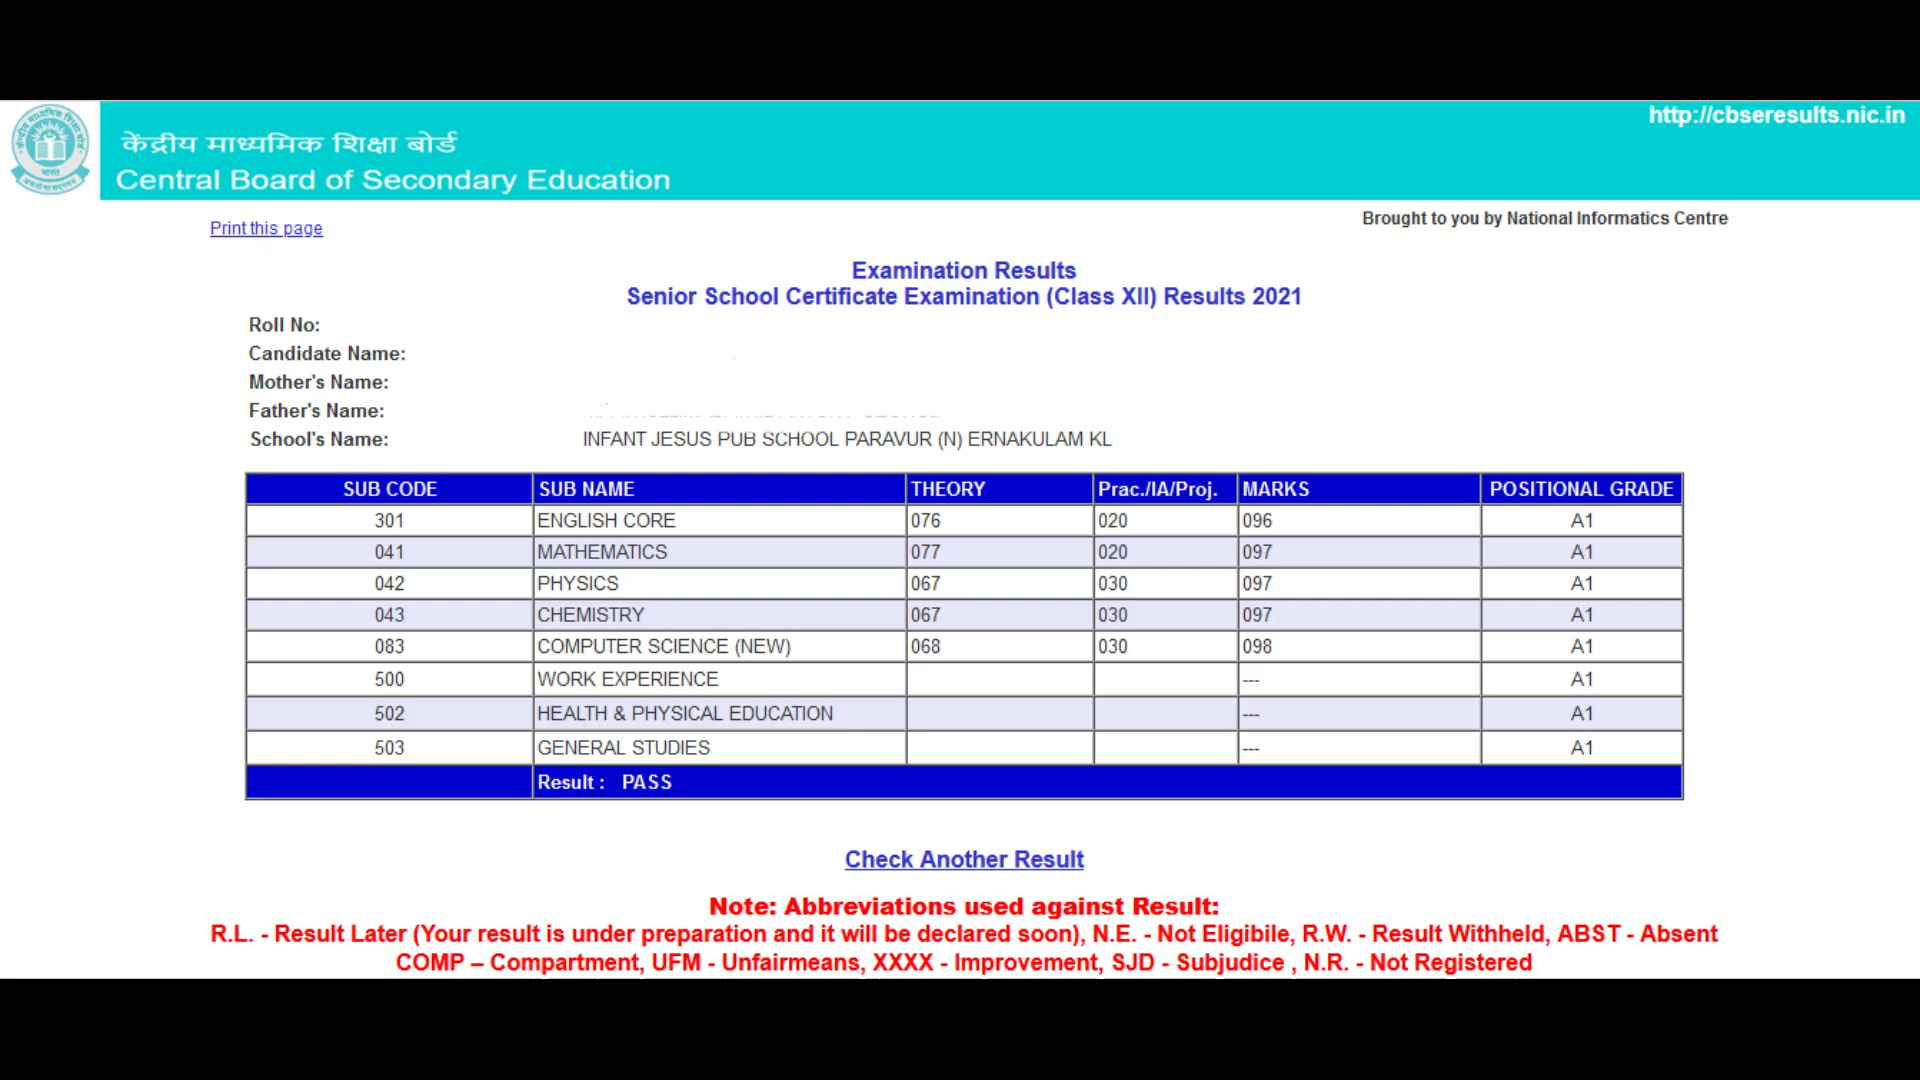 http://cbseresults.nic.in
केंद्रीय माध्यमिक शिक्षा बोर्ड
Central Board of Secondary Education
Print this page
Brought to you by National Informatics Centre
Examination Results
Senior School Certificate Examination (Class XII) Results 2021
Roll No:
Candidate Name:
Mother's Name:
Father's Name:
School's Name: INFANT JESUS PUB SCHOOL PARAVUR (N) ERNAKULAM KL
SUB CODE SUB NAME THEORY Prac./IA/Proj. MARKS POSITIONAL GRADE
301 ENGLISH CORE 076 020 096 A1
041 MATHEMATICS 077 020 097 A1
042 PHYSICS 067 030 097 A1
043 CHEMISTRY 067 030 097 A1
083 COMPUTER SCIENCE (NEW) 068 030 098 A1
500 WORK EXPERIENCE --- A1
502 HEALTH & PHYSICAL EDUCATION --- A1
503 GENERAL STUDIES --- A1
Result : PASS
Check Another Result
Note: Abbreviations used against Result:
R.L. - Result Later (Your result is under preparation and it will be declared soon), N.E. - Not Eligibile, R.W. - Result Withheld, ABST - Absent
COMP – Compartment, UFM - Unfairmeans, XXXX - Improvement, SJD - Subjudice , N.R. - Not Registered